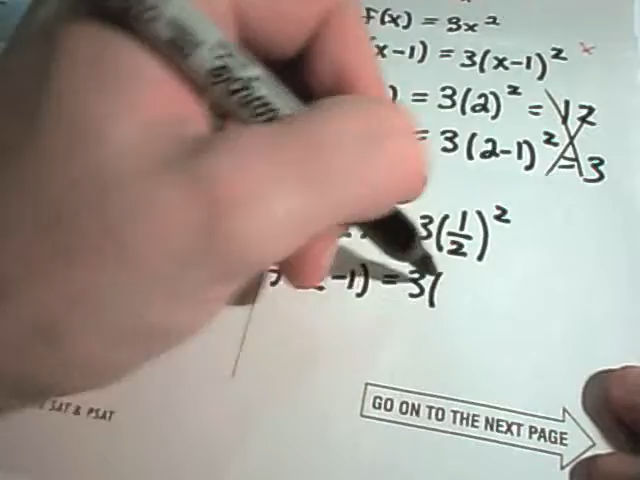 F(x) = 3x²
(x-1) = 3(x-1)² x
) = 3(2)² = 12
= 3(2-1)² = 3
3(1/2)²
-1) = 3(
SAT & PSAT
GO ON TO THE NEXT PAGE